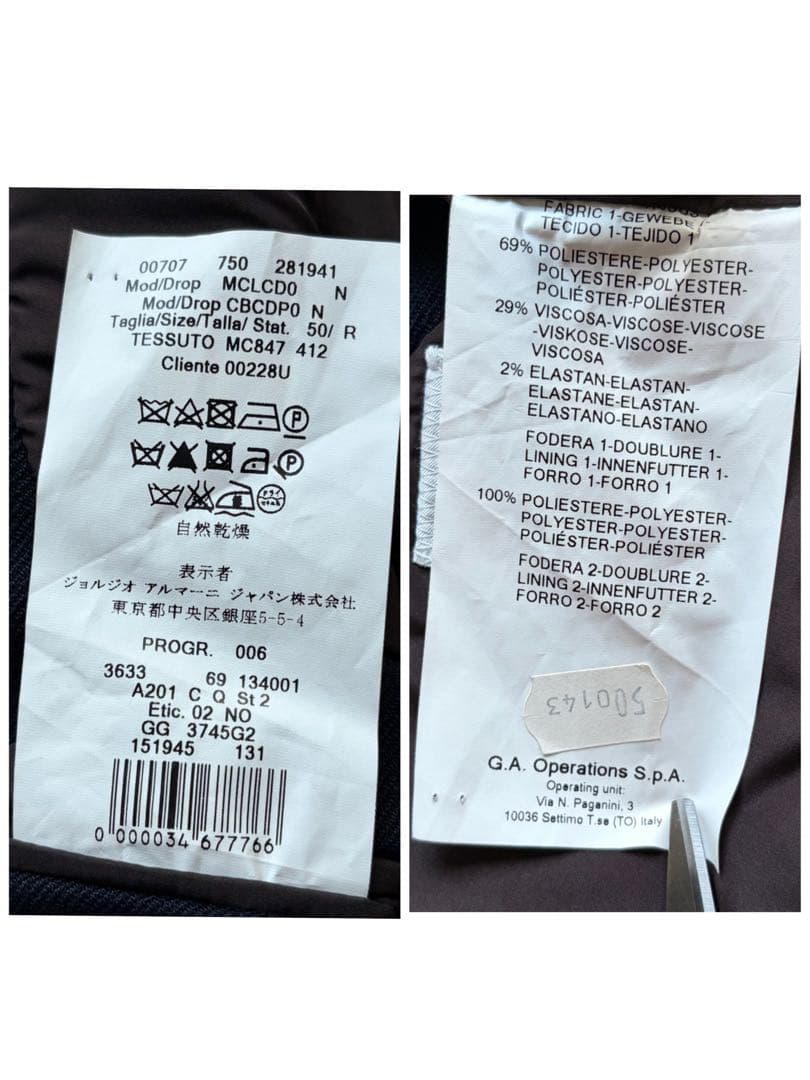 00707 750 281941
Mod/Drop MCLCD0 N
Mod/Drop CBCDP0 N
Taglia/Size/Talla/ Stat. 50/ R
TESSUTO MC847 412
Cliente 00228U
P
P
ドライ
自然乾燥
表示者
ジョルジオ アルマーニ ジャパン株式会社
東京都中央区銀座5-5-4
PROGR. 006
3633 69 134001
A201 C Q St 2
Etic. 02 NO
GG 3745G2
151945 131
0 000034 677766
FABRIC 1-GEWEBE
TECIDO 1-TEJIDO 1
69% POLIESTERE-POLYESTER-
POLYESTER-POLYESTER-
POLIÉSTER-POLIÉSTER
29% VISCOSA-VISCOSE-VISCOSE
-VISKOSE-VISCOSE-
VISCOSA
2% ELASTAN-ELASTAN-
ELASTANE-ELASTAN-
ELASTANO-ELASTANO
FODERA 1-DOUBLURE 1-
LINING 1-INNENFUTTER 1-
FORRO 1-FORRO 1
100% POLIESTERE-POLYESTER-
POLYESTER-POLYESTER-
POLIÉSTER-POLIÉSTER
FODERA 2-DOUBLURE 2-
LINING 2-INNENFUTTER 2-
FORRO 2-FORRO 2
500143
G.A. Operations S.p.A.
Operating unit:
Via N. Paganini, 3
10036 Settimo T.se (TO) Italy